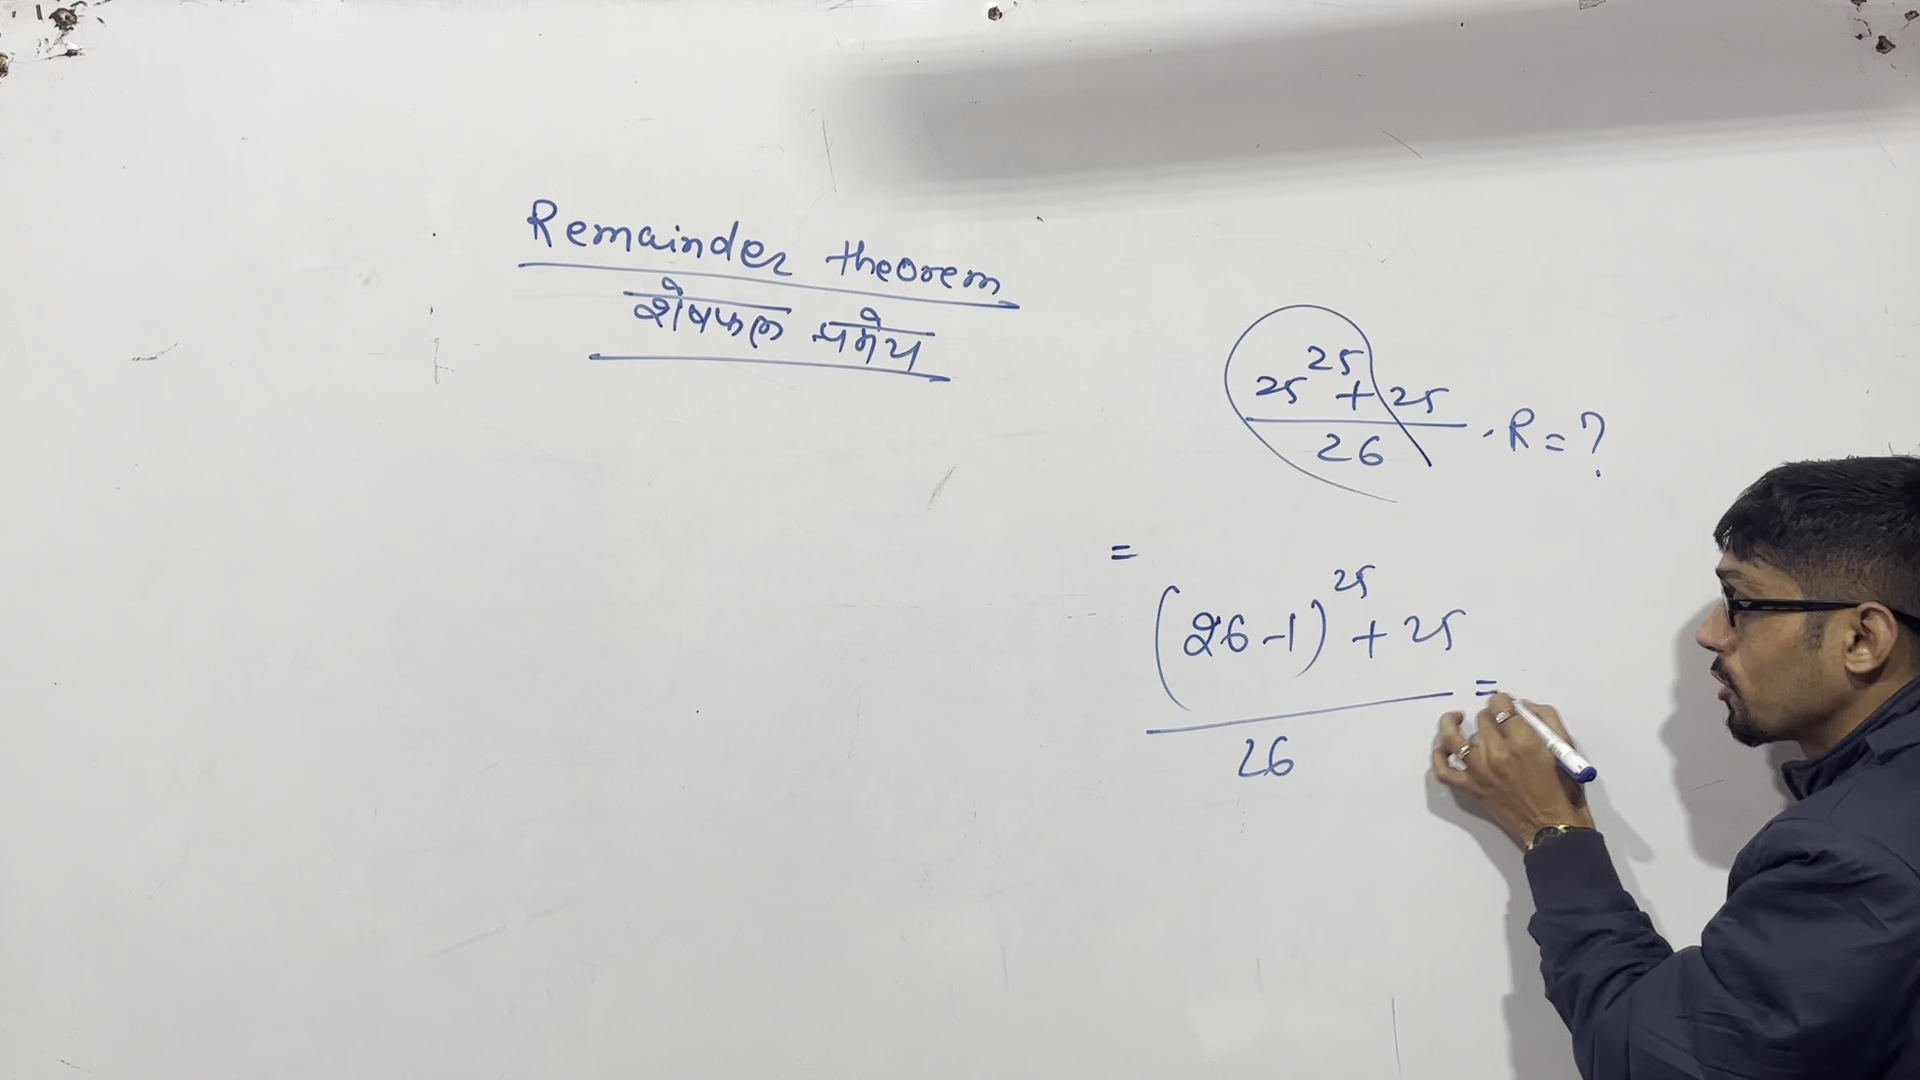 Remainder theorem
शेषफल प्रमेय
25^25 + 25
26
. R = ?
=
(26-1)^25 + 25
=
26